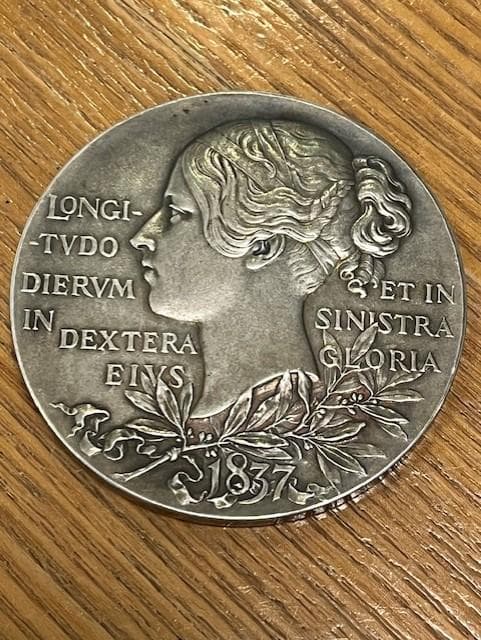 LONGI-
-TVDO
DIERVM
IN DEXTERA
EIVS
ET IN
SINISTRA
GLORIA
1837